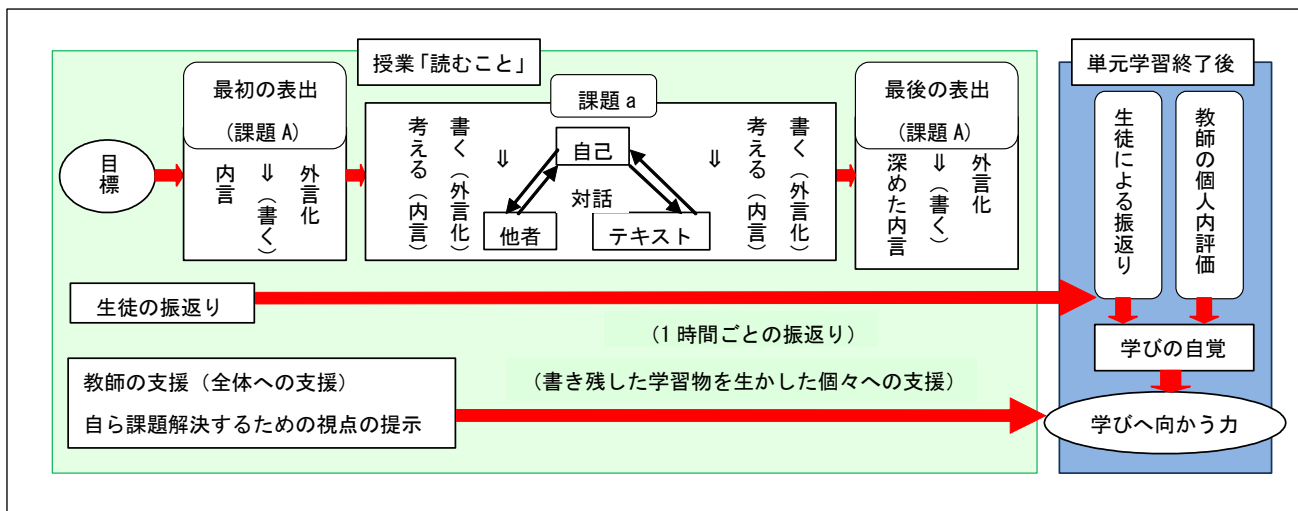 授業「読むこと」
単元学習終了後
目標
最初の表出
(課題 A)
内言
⇓(書く)
外言化
課題 a
考える(内言)
書く(外言化)
⇓
自己
対話
他者
テキスト
⇓
考える(内言)
書く(外言化)
最後の表出
(課題 A)
深めた内言
⇓(書く)
外言化
生徒による振返り
教師の個人内評価
生徒の振返り
(1 時間ごとの振返り)
学びの自覚
教師の支援(全体への支援)
自ら課題解決するための視点の提示
(書き残した学習物を生かした個々への支援)
学びへ向かう力